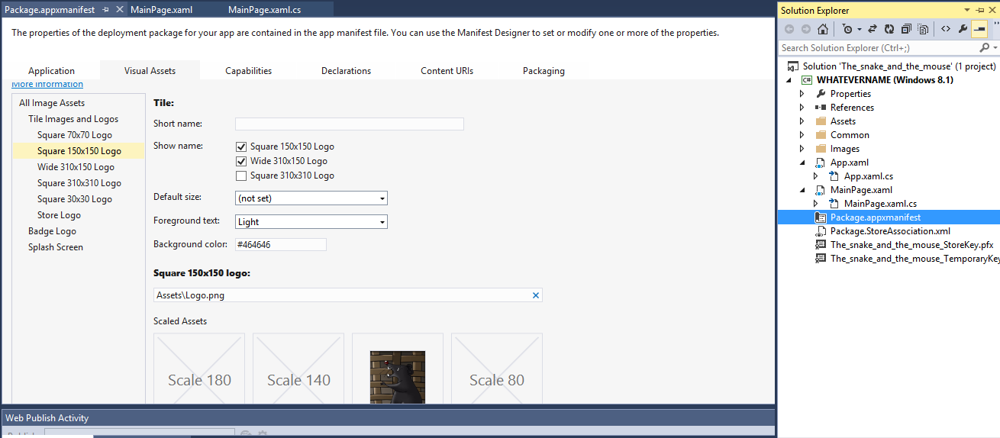 Package.appxmanifest
MainPage.xaml
MainPage.xaml.cs
The properties of the deployment package for your app are contained in the app manifest file. You can use the Manifest Designer to set or modify one or more of the properties.
Application
Visual Assets
Capabilities
Declarations
Content URIs
Packaging
More information
All Image Assets
Tile Images and Logos
Square 70x70 Logo
Square 150x150 Logo
Wide 310x150 Logo
Square 310x310 Logo
Square 30x30 Logo
Store Logo
Badge Logo
Splash Screen
Tile:
Short name:
Show name:
Square 150x150 Logo
Wide 310x150 Logo
Square 310x310 Logo
Default size:
(not set)
Foreground text:
Light
Background color:
#464646
Square 150x150 logo:
Assets\Logo.png
Scaled Assets
Scale 180
Scale 140
Scale 80
Web Publish Activity
Solution Explorer
Search Solution Explorer (Ctrl+;)
Solution 'The_snake_and_the_mouse' (1 project)
C# WHATEVERNAME (Windows 8.1)
Properties
References
Assets
Common
Images
App.xaml
App.xaml.cs
MainPage.xaml
MainPage.xaml.cs
Package.appxmanifest
Package.StoreAssociation.xml
The_snake_and_the_mouse_StoreKey.pfx
The_snake_and_the_mouse_TemporaryKey